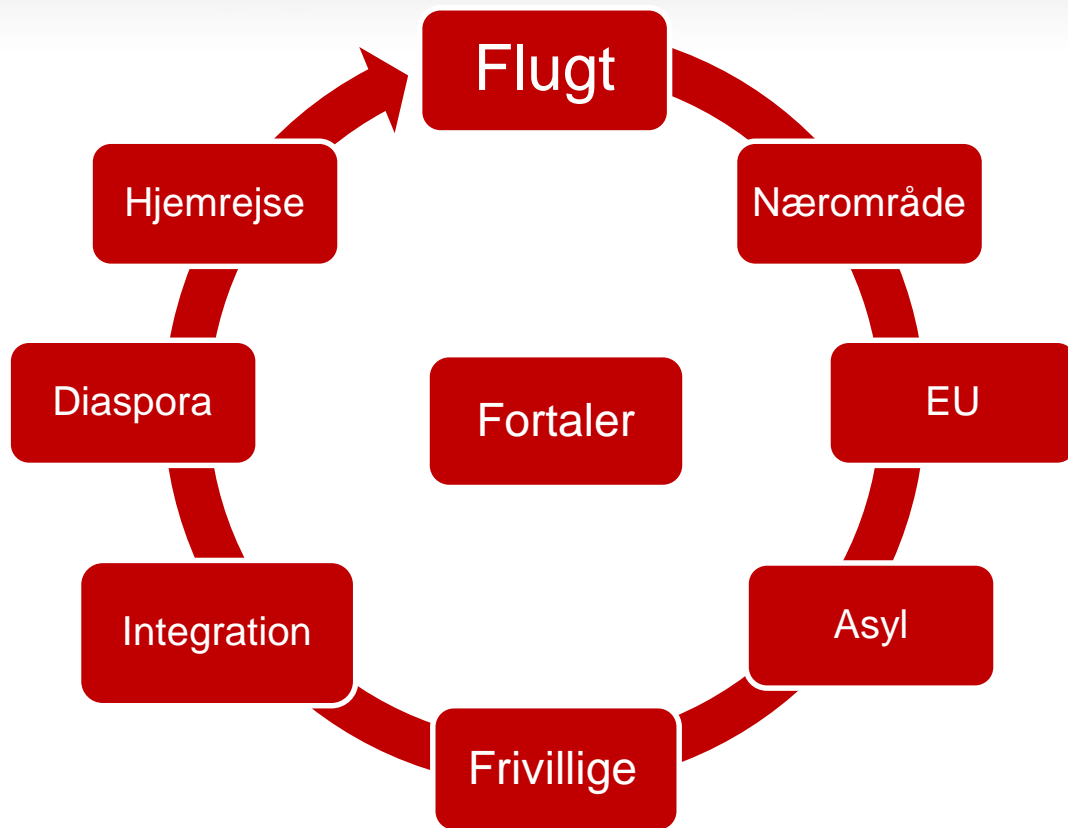 Flugt
Nærområde
EU
Asyl
Frivillige
Integration
Diaspora
Hjemrejse
Fortaler